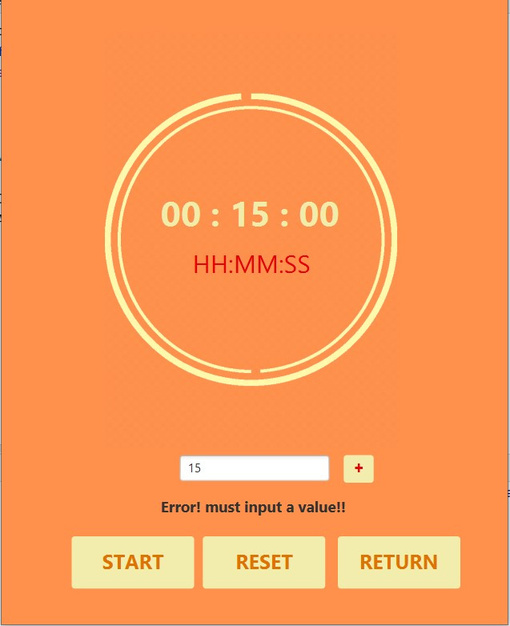 00 : 15 : 00
HH:MM:SS
15
+
Error! must input a value!!
START RESET RETURN